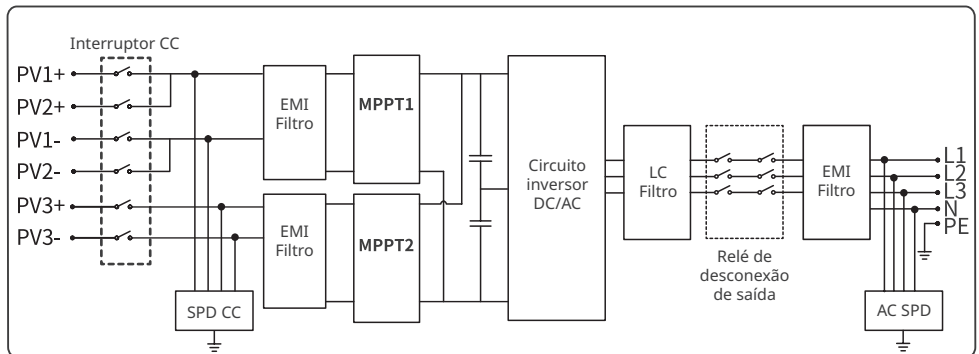 Interruptor CC
PV1+
PV2+
PV1-
PV2-
PV3+
PV3-
EMI
Filtro
MPPT1
EMI
Filtro
MPPT2
SPD CC
Circuito
inversor
DC/AC
LC
Filtro
Relé de
desconexão
de saída
EMI
Filtro
L1
L2
L3
N
PE
AC SPD